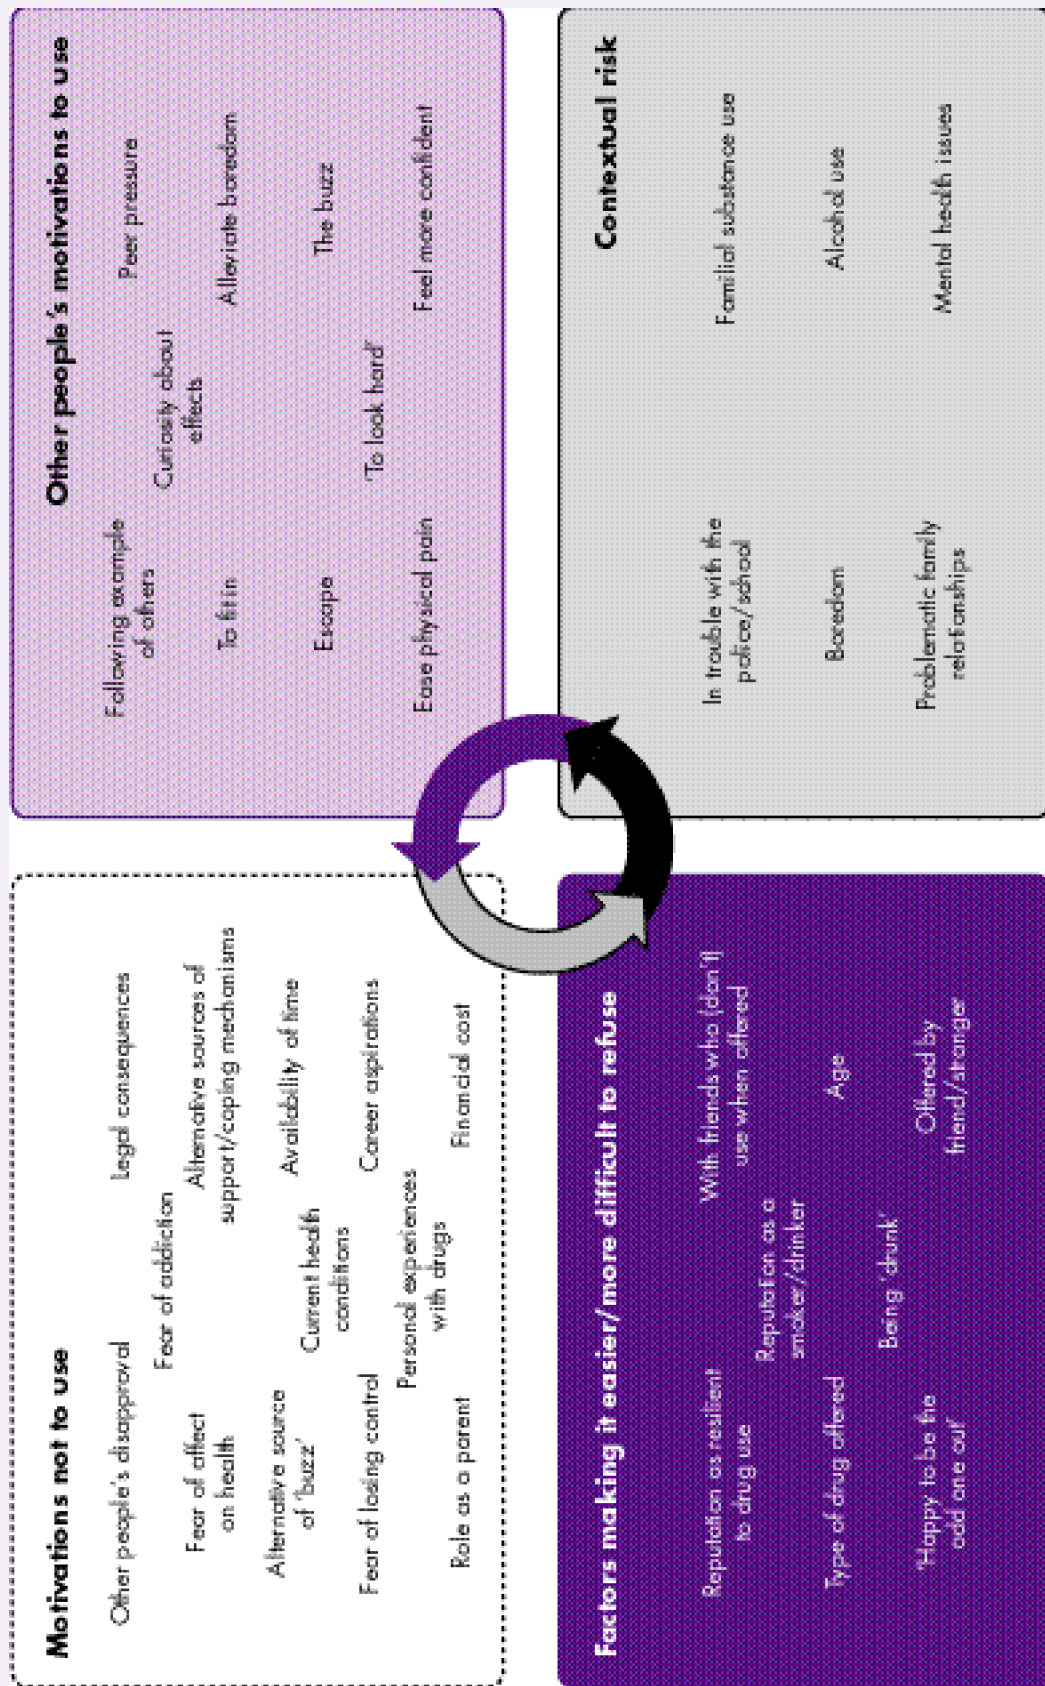 Motivations not to use
Other people's disapproval
Legal consequences
Fear of addiction
Fear of affect
on health
Alternative sources of
support/coping mechanisms
Alternative source
of 'buzz'
Current health
conditions
Availability of time
Fear of losing control
Career aspirations
Personal experiences
with drugs
Role as a parent
Financial cost
Other people's motivations to use
Following example
of others
Peer pressure
Curiosity about
effects
To fit in
Alleviate boredom
Escape
The buzz
'To look hard'
Ease physical pain
Feel more confident
Factors making it easier/more difficult to refuse
Reputation as resilient
to drug use
With friends who (don't)
use when offered
Reputation as a
smoker/drinker
Type of drug offered
Age
Being 'drunk'
'Happy to be the
odd one out'
Offered by
friend/stranger
Contextual risk
In trouble with the
police/school
Familial substance use
Boredom
Alcohol use
Problematic family
relationships
Mental health issues